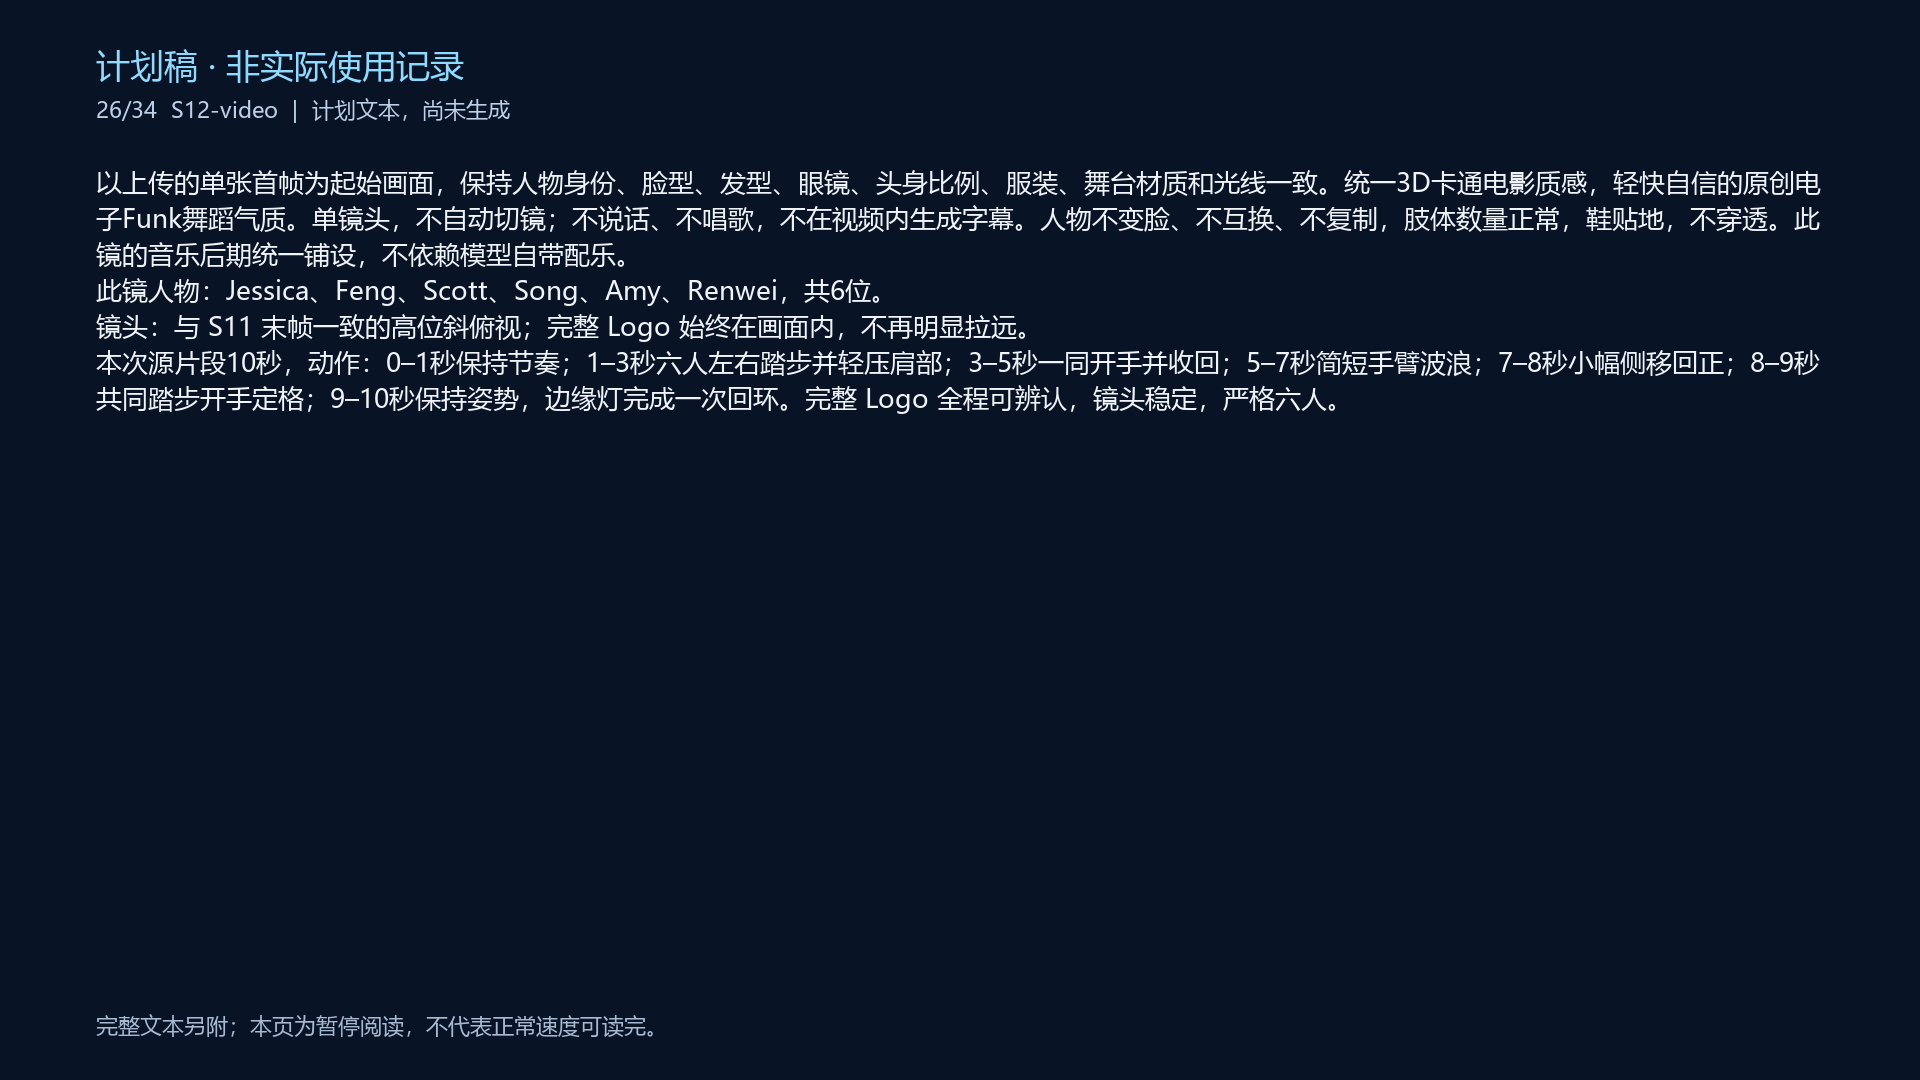 计划稿 · 非实际使用记录
26/34  S12-video | 计划文本，尚未生成
以上传的单张首帧为起始画面，保持人物身份、脸型、发型、眼镜、头身比例、服装、舞台材质和光线一致。统一3D卡通电影质感，轻快自信的原创电
子Funk舞蹈气质。单镜头，不自动切镜；不说话、不唱歌，不在视频内生成字幕。人物不变脸、不互换、不复制，肢体数量正常，鞋贴地，不穿透。此
镜的音乐后期统一铺设，不依赖模型自带配乐。
此镜人物：Jessica、Feng、Scott、Song、Amy、Renwei，共6位。
镜头：与 S11 末帧一致的高位斜俯视；完整 Logo 始终在画面内，不再明显拉远。
本次源片段10秒，动作：0–1秒保持节奏；1–3秒六人左右踏步并轻压肩部；3–5秒一同开手并收回；5–7秒简短手臂波浪；7–8秒小幅侧移回正；8–9秒
共同踏步开手定格；9–10秒保持姿势，边缘灯完成一次回环。完整 Logo 全程可辨认，镜头稳定，严格六人。
完整文本另附；本页为暂停阅读，不代表正常速度可读完。